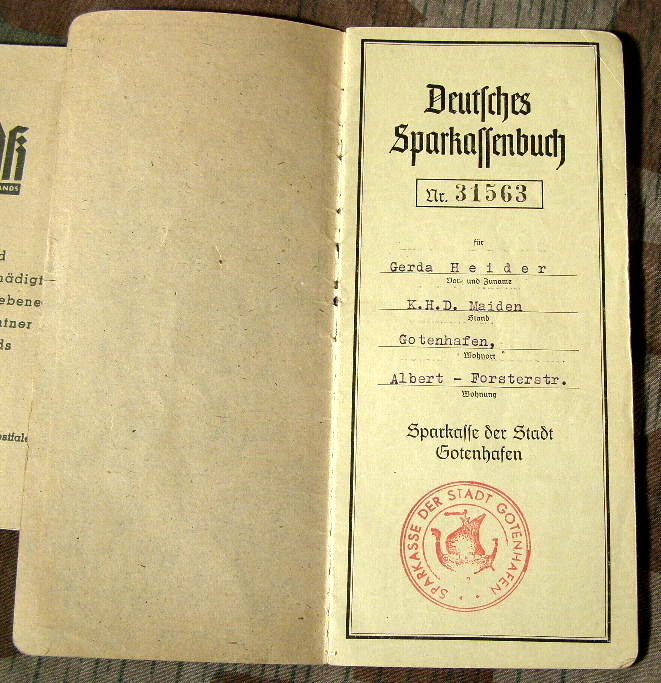 ANDS
Deutsches
Sparkassenbuch
Nr. 31563
für
Gerda Heider
Vor- und Zuname
K.H.D. Maiden
Stand
Gotenhafen,
Wohnort
Albert - Forsterstr.
Wohnung
Sparkasse der Stadt
Gotenhafen
SPARKASSE DER STADT GOTENHAFEN